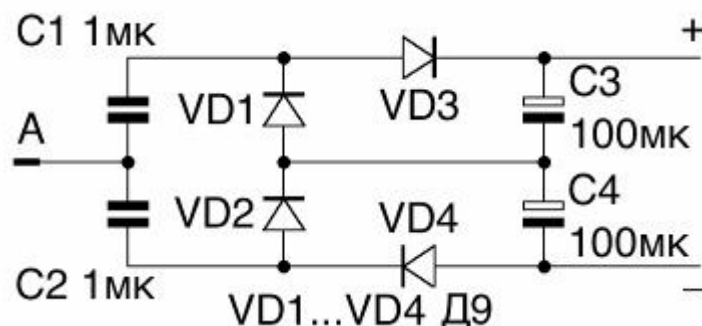 C1 1мк
+
A
VD1
VD3
C3
100мк
VD2
VD4
C4
100мк
C2 1мк
VD1...VD4 Д9
−